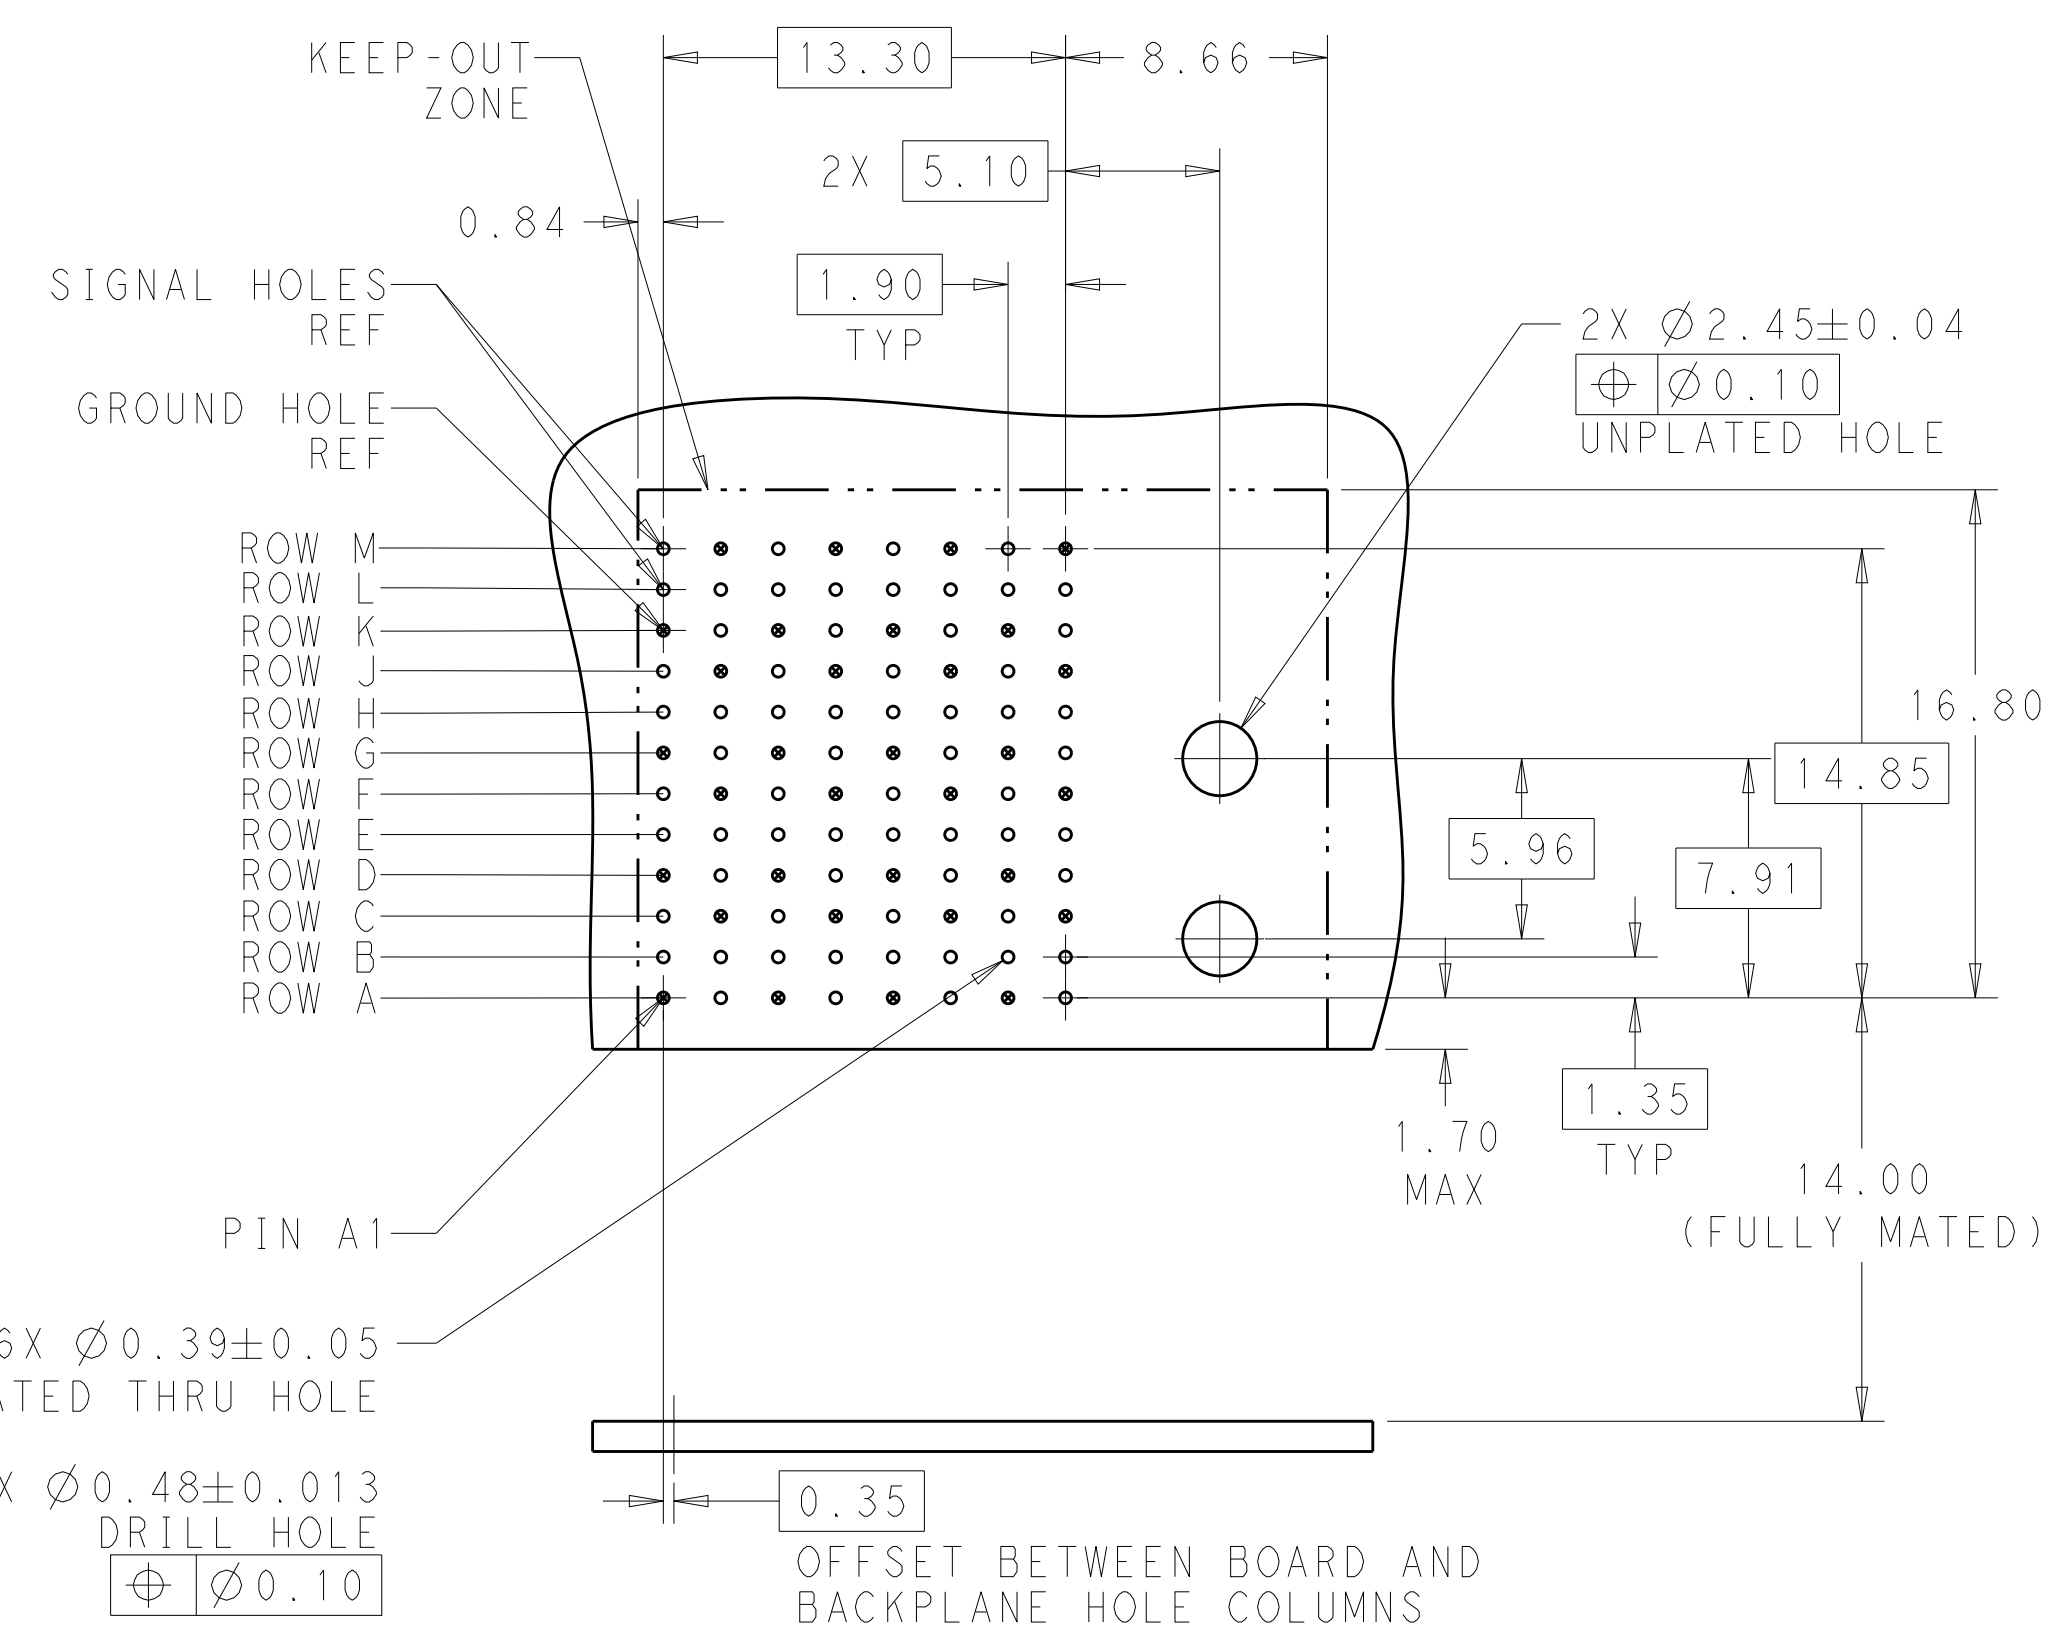 KEEP-OUT
ZONE
13.30
8.66
2X 5.10
0.84
1.90
TYP
SIGNAL HOLES
REF
GROUND HOLE
REF
2X Ø2.45±0.04
⌖ Ø0.10
UNPLATED HOLE
ROW M
ROW L
ROW K
ROW J
ROW H
ROW G
ROW F
ROW E
ROW D
ROW C
ROW B
ROW A
16.80
14.85
5.96
7.91
1.35
TYP
1.70
MAX
14.00
(FULLY MATED)
PIN A1
6X Ø0.39±0.05
ATED THRU HOLE
X Ø0.48±0.013
DRILL HOLE
⌖ Ø0.10
0.35
OFFSET BETWEEN BOARD AND
BACKPLANE HOLE COLUMNS